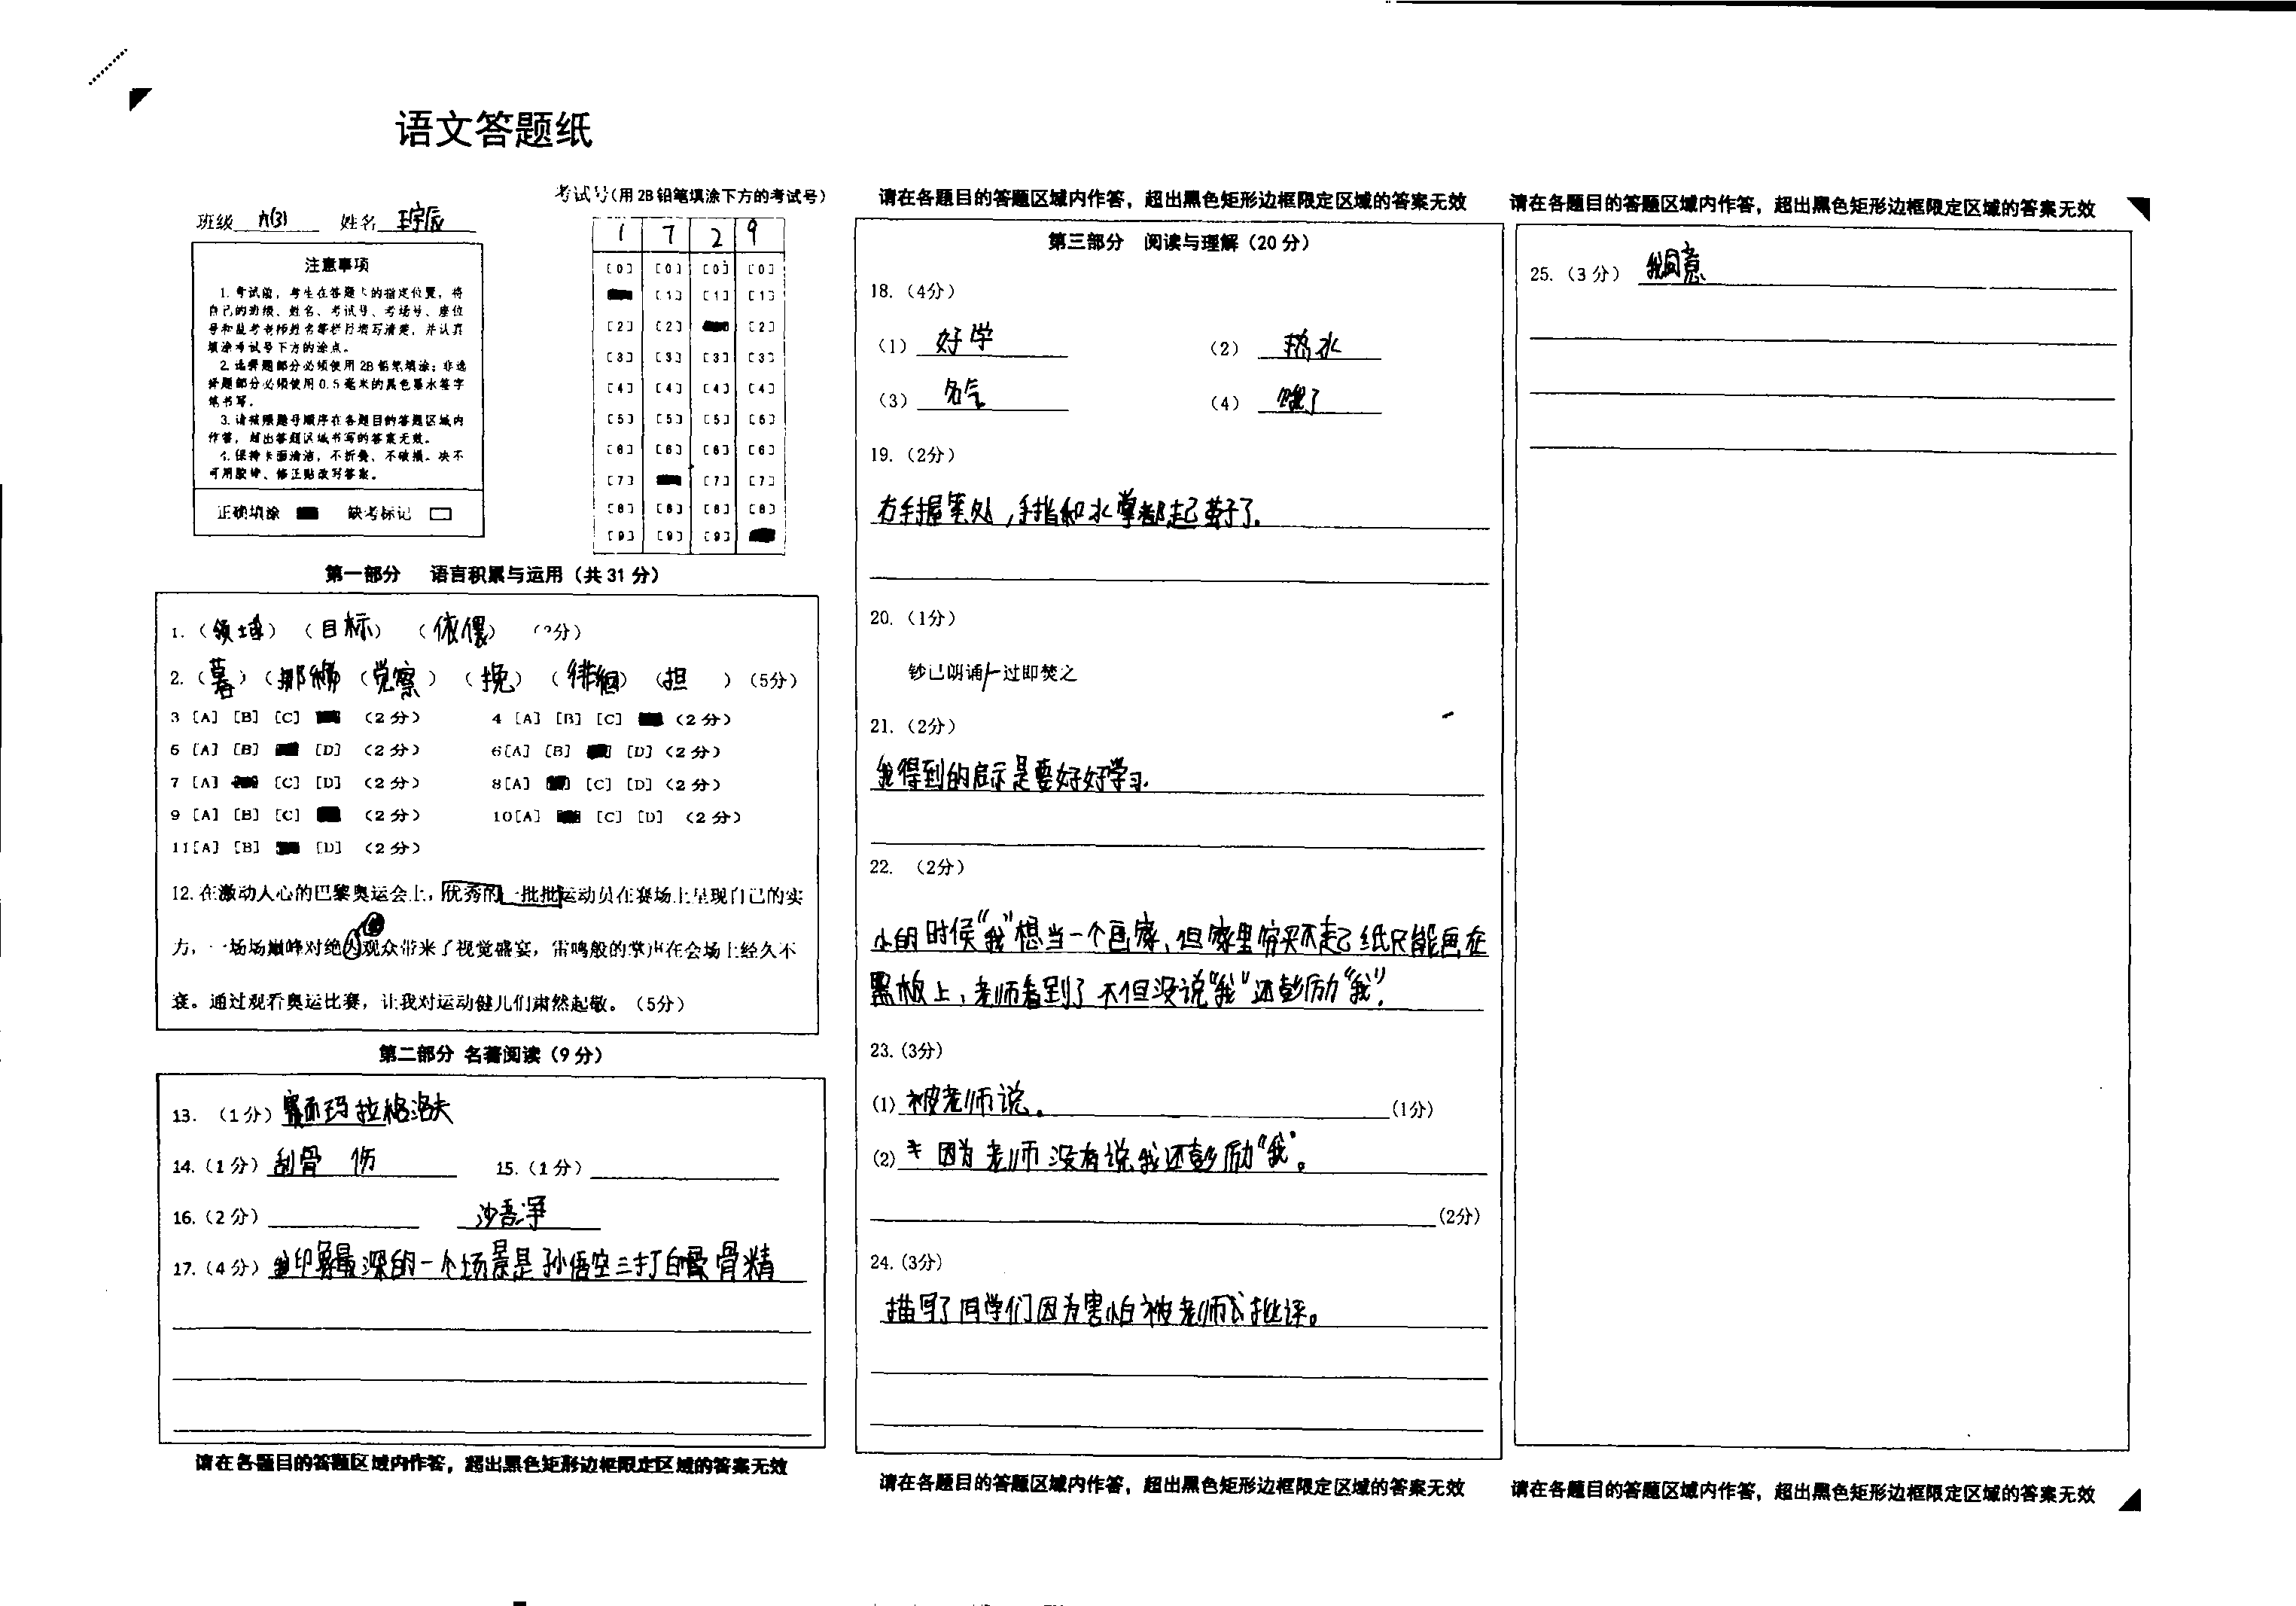 语文答题纸
班级 六(3) 姓名 王宇辰
考试号(用 2B 铅笔填涂下方的考试号)
1 7 2 9
[0] [0] [0] [0]
[1] [1] [1]
[2] [2] [2]
[3] [3] [3] [3]
[4] [4] [4] [4]
[5] [5] [5] [5]
[6] [6] [6] [6]
[7] [7] [7]
[8] [8] [8] [8]
[9] [9] [9]
注意事项
1. 考试前，考生在答题卡的指定位置，将
自己的班级、姓名、考试号、考场号、座位
号和监考老师姓名等栏目填写清楚，并认真
填涂考试号下方的涂点。
2. 选择题部分必须使用 2B 铅笔填涂；非选
择题部分必须使用 0.5 毫米的黑色墨水签字
笔书写。
3. 请按照题号顺序在各题目的答题区域内
作答，超出答题区域书写的答案无效。
4. 保持卡面清洁，不折叠、不破损。决不
可用胶带、修正贴改写答案。
正确填涂 缺考标记
第一部分 语言积累与运用（共 31 分）
1.（领域）（目标）（依偎）（3分）
2.（暮）（挪 ）（觉察）（挽）（徘徊）（担 ）（5分）
3 [A] [B] [C] （2 分） 4 [A] [B] [C] （2 分）
5 [A] [B] [D] （2 分） 6[A] [B] [D]（2 分）
7 [A] [C] [D] （2 分） 8[A] [C] [D]（2 分）
9 [A] [B] [C] （2 分） 10[A] [C] [D] （2 分）
11[A] [B] [D] （2 分）
12. 在激动人心的巴黎奥运会上，优秀的一批批运动员在赛场上呈现自己的实
力，一场场巅峰对绝为观众带来了视觉盛宴，雷鸣般的掌声在会场上经久不
衰。通过观看奥运比赛，让我对运动健儿们肃然起敬。（5分）
第二部分 名著阅读（9 分）
13.（1 分）赛而玛拉格洛夫
14.（1 分）刮骨 伤 15.（1 分）
16.（2 分） 沙吾净
17.（4 分）我印象最深的一个场景是孙悟空三打白骨精
请在各题目的答题区域内作答，超出黑色矩形边框限定区域的答案无效
请在各题目的答题区域内作答，超出黑色矩形边框限定区域的答案无效
第三部分 阅读与理解（20 分）
18.（4分）
（1）好学 （2）热水
（3）名气 （4）饿了
19.（2分）
右手握笔处，手指和水掌都起茧子了.
20.（1分）
钞已朗诵/一过即焚之
21.（2分）
我得到的启示是要好好学习.
22.（2分）
小的时候“我”想当一个画家，但家里穷买不起纸只能画在
黑板上，老师看到了不但没说“我”还彭励“我”.
23.（3分）
(1) 被老师说。(1分)
(2) 因为老师没有说我还彭励“我”。
(2分)
24.（3分）
描写了同学们因为害怕被老师批评。
请在各题目的答题区域内作答，超出黑色矩形边框限定区域的答案无效
请在各题目的答题区域内作答，超出黑色矩形边框限定区域的答案无效
25.（3 分）我同意
请在各题目的答题区域内作答，超出黑色矩形边框限定区域的答案无效